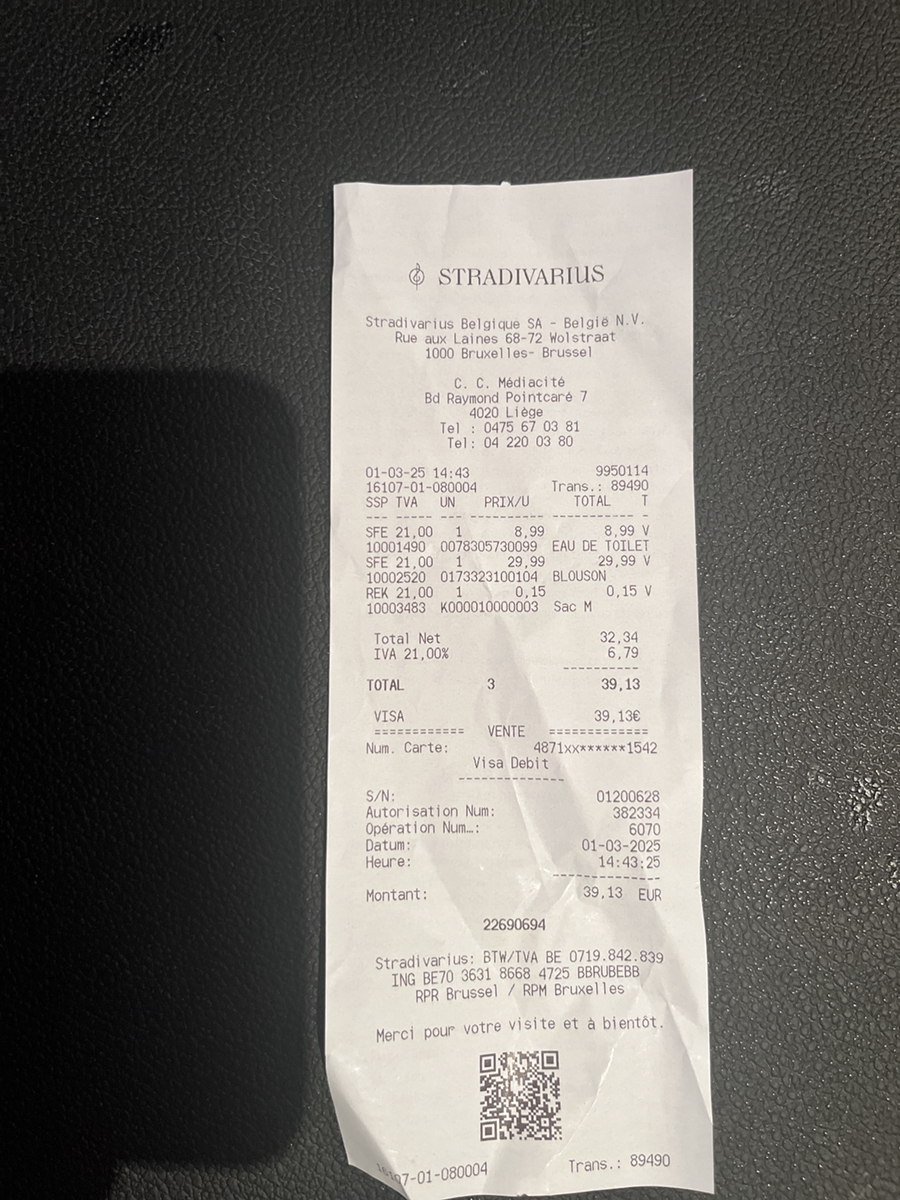 STRADIVARIUS
Stradivarius Belgique SA - België N.V.
Rue aux Laines 68-72 Wolstraat
1000 Bruxelles- Brussel
C. C. Médiacité
Bd Raymond Pointcaré 7
4020 Liège
Tel : 0475 67 03 81
Tel: 04 220 03 80
01-03-25 14:43 9950114
16107-01-080004 Trans.: 89490
SSP TVA UN PRIX/U TOTAL T
--- ----- --- ---------- ----------- -
SFE 21,00 1 8,99 8,99 V
10001490 0078305730099 EAU DE TOILET
SFE 21,00 1 29,99 29,99 V
10002520 0173323100104 BLOUSON
REK 21,00 1 0,15 0,15 V
10003483 K000010000003 Sac M
Total Net 32,34
IVA 21,00% 6,79
-----------
TOTAL 3 39,13
VISA 39,13€
============ VENTE =============
Num. Carte: 4871xx******1542
Visa Debit
--------------
S/N: 01200628
Autorisation Num: 382334
Opération Num…: 6070
Datum: 01-03-2025
Heure: 14:43:25
--------------
Montant: 39,13 EUR
22690694
Stradivarius: BTW/TVA BE 0719.842.839
ING BE70 3631 8668 4725 BBRUBEBB
RPR Brussel / RPM Bruxelles
Merci pour votre visite et à bientôt.
16107-01-080004 Trans.: 89490